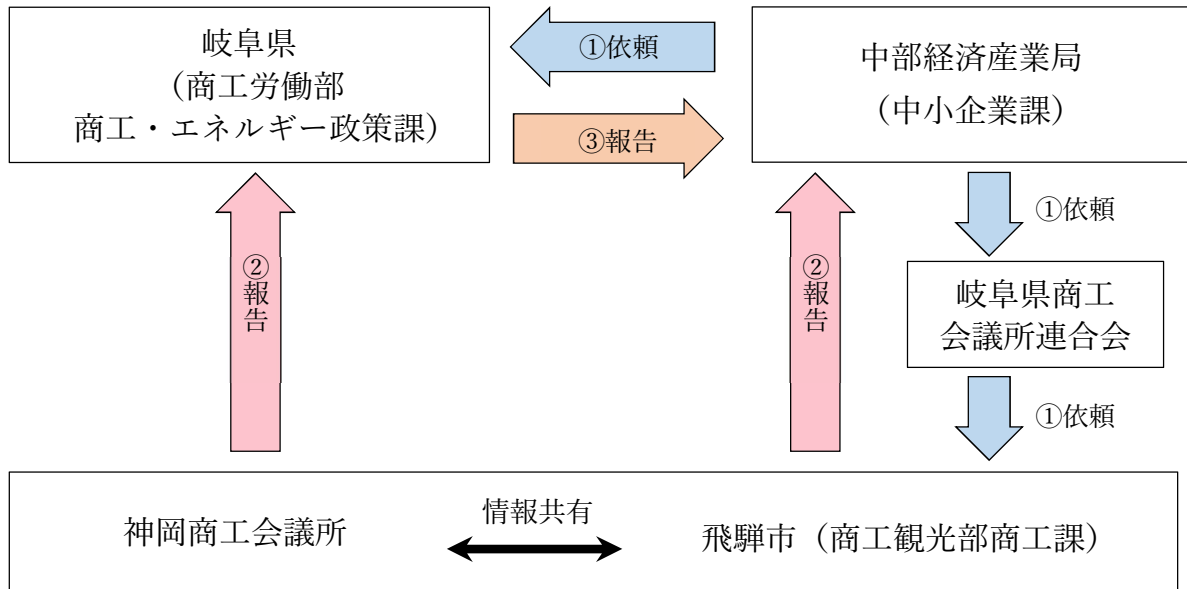 岐阜県
(商工労働部
商工・エネルギー政策課)
①依頼
③報告
中部経済産業局
(中小企業課)
①依頼
②報告
②報告
岐阜県商工
会議所連合会
①依頼
神岡商工会議所
情報共有
飛騨市(商工観光部商工課)